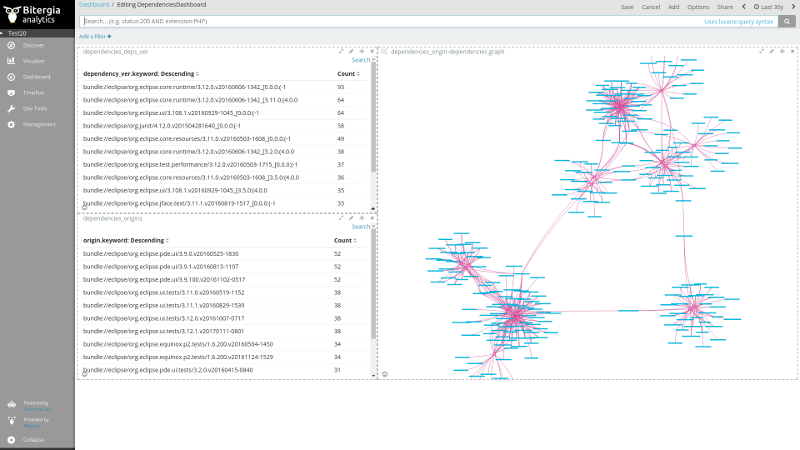 Bitergia
analytics
Test20
Discover
Visualize
Dashboard
Timelion
Dev Tools
Management
Powered by
Provided by
Bitergia
Collapse
Dashboard / Editing DependenciesDashboard
Save Cancel Add Options Share Last 30y
Search... (e.g. status:200 AND extension:PHP)
Uses lucene query syntax
Add a filter +
dependencies_deps_ver
Search
dependency_ver.keyword: Descending Count
bundle//eclipse/org.eclipse.core.runtime/3.12.0.v20160606-1342_[0.0.0(-1 93
bundle//eclipse/org.eclipse.core.runtime/3.12.0.v20160606-1342_[3.11.0(4.0.0 64
bundle//eclipse/org.eclipse.ui/3.108.1.v20160929-1045_[0.0.0(-1 64
bundle//eclipse/org.junit/4.12.0.v201504281640_[0.0.0(-1 58
bundle//eclipse/org.eclipse.core.resources/3.11.0.v20160503-1608_[0.0.0(-1 49
bundle//eclipse/org.eclipse.core.runtime/3.12.0.v20160606-1342_[3.2.0(4.0.0 38
bundle//eclipse/org.eclipse.test.performance/3.12.0.v20160503-1715_[0.0.0(-1 37
bundle//eclipse/org.eclipse.core.resources/3.11.0.v20160503-1608_[3.5.0(4.0.0 36
bundle//eclipse/org.eclipse.ui/3.108.1.v20160929-1045_[3.5.0(4.0.0 35
bundle//eclipse/org.eclipse.jface.text/3.11.1.v20160819-1517_[0.0.0(-1 33
dependencies_origins
Search
origin.keyword: Descending Count
bundle//eclipse/org.eclipse.pde.ui/3.9.0.v20160525-1830 52
bundle//eclipse/org.eclipse.pde.ui/3.9.1.v20160813-1107 52
bundle//eclipse/org.eclipse.pde.ui/3.9.100.v20161102-0517 52
bundle//eclipse/org.eclipse.ui.tests/3.11.0.v20160519-1152 38
bundle//eclipse/org.eclipse.ui.tests/3.11.1.v20160829-1539 38
bundle//eclipse/org.eclipse.ui.tests/3.12.0.v20161007-0717 38
bundle//eclipse/org.eclipse.ui.tests/3.12.1.v20170111-0801 38
bundle//eclipse/org.eclipse.equinox.p2.tests/1.6.200.v20160504-1450 34
bundle//eclipse/org.eclipse.equinox.p2.tests/1.6.200.v20161124-1529 34
bundle//eclipse/org.eclipse.pde.ui.tests/3.2.0.v20160415-0840 31
dependencies_origin-dependencies graph